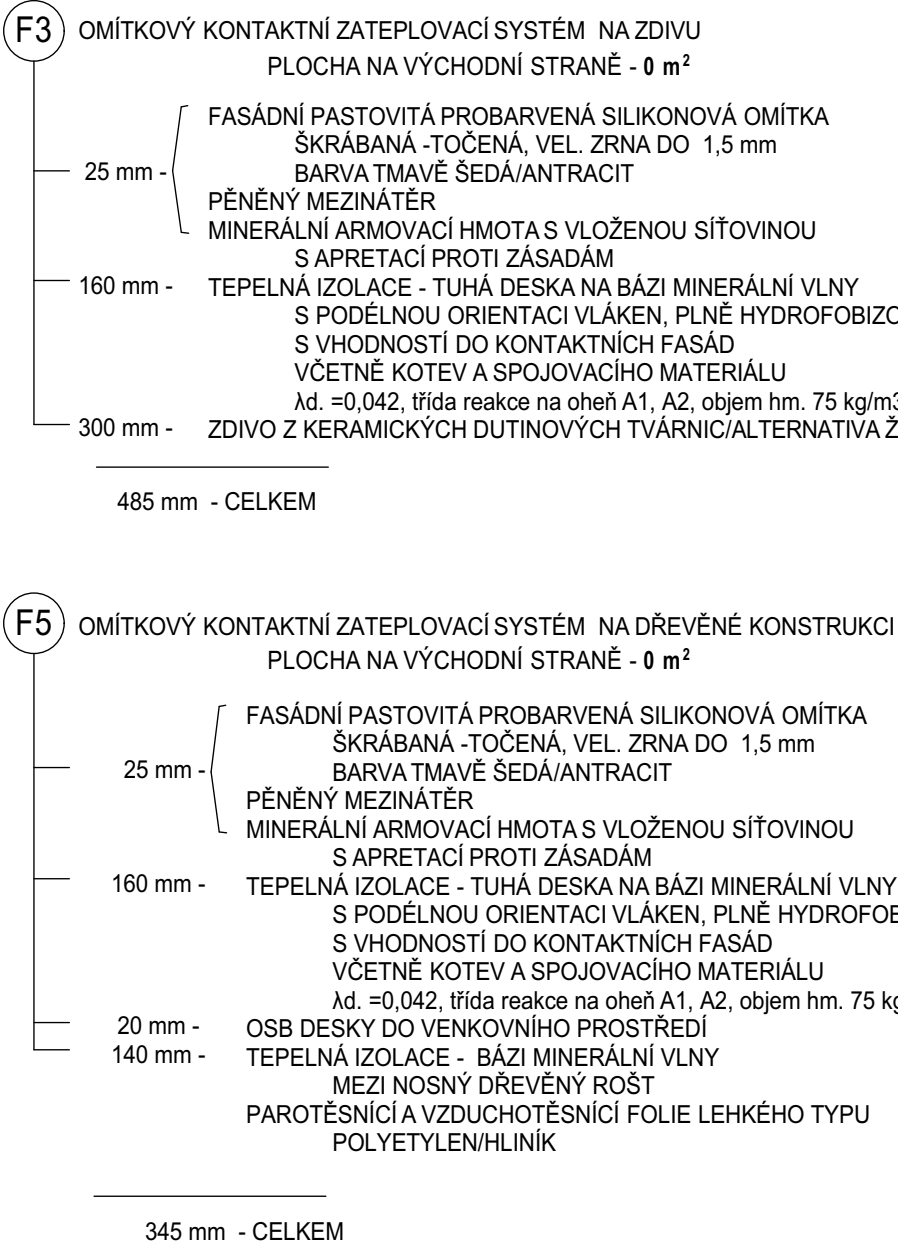 F3 OMÍTKOVÝ KONTAKTNÍ ZATEPLOVACÍ SYSTÉM NA ZDIVU
PLOCHA NA VÝCHODNÍ STRANĚ - 0 m²
FASÁDNÍ PASTOVITÁ PROBARVENÁ SILIKONOVÁ OMÍTKA
ŠKRÁBANÁ -TOČENÁ, VEL. ZRNA DO 1,5 mm
25 mm - BARVA TMAVĚ ŠEDÁ/ANTRACIT
PĚNĚNÝ MEZINÁTĚR
MINERÁLNÍ ARMOVACÍ HMOTA S VLOŽENOU SÍŤOVINOU
S APRETACÍ PROTI ZÁSADÁM
160 mm - TEPELNÁ IZOLACE - TUHÁ DESKA NA BÁZI MINERÁLNÍ VLNY
S PODÉLNOU ORIENTACI VLÁKEN, PLNĚ HYDROFOBIZO
S VHODNOSTÍ DO KONTAKTNÍCH FASÁD
VČETNĚ KOTEV A SPOJOVACÍHO MATERIÁLU
λd. =0,042, třída reakce na oheň A1, A2, objem hm. 75 kg/m3
300 mm - ZDIVO Z KERAMICKÝCH DUTINOVÝCH TVÁRNIC/ALTERNATIVA Ž
485 mm - CELKEM
F5 OMÍTKOVÝ KONTAKTNÍ ZATEPLOVACÍ SYSTÉM NA DŘEVĚNÉ KONSTRUKCI
PLOCHA NA VÝCHODNÍ STRANĚ - 0 m²
FASÁDNÍ PASTOVITÁ PROBARVENÁ SILIKONOVÁ OMÍTKA
ŠKRÁBANÁ -TOČENÁ, VEL. ZRNA DO 1,5 mm
25 mm - BARVA TMAVĚ ŠEDÁ/ANTRACIT
PĚNĚNÝ MEZINÁTĚR
MINERÁLNÍ ARMOVACÍ HMOTA S VLOŽENOU SÍŤOVINOU
S APRETACÍ PROTI ZÁSADÁM
160 mm - TEPELNÁ IZOLACE - TUHÁ DESKA NA BÁZI MINERÁLNÍ VLNY
S PODÉLNOU ORIENTACI VLÁKEN, PLNĚ HYDROFOB
S VHODNOSTÍ DO KONTAKTNÍCH FASÁD
VČETNĚ KOTEV A SPOJOVACÍHO MATERIÁLU
λd. =0,042, třída reakce na oheň A1, A2, objem hm. 75 kg
20 mm - OSB DESKY DO VENKOVNÍHO PROSTŘEDÍ
140 mm - TEPELNÁ IZOLACE - BÁZI MINERÁLNÍ VLNY
MEZI NOSNÝ DŘEVĚNÝ ROŠT
PAROTĚSNÍCÍ A VZDUCHOTĚSNÍCÍ FOLIE LEHKÉHO TYPU
POLYETYLEN/HLINÍK
345 mm - CELKEM